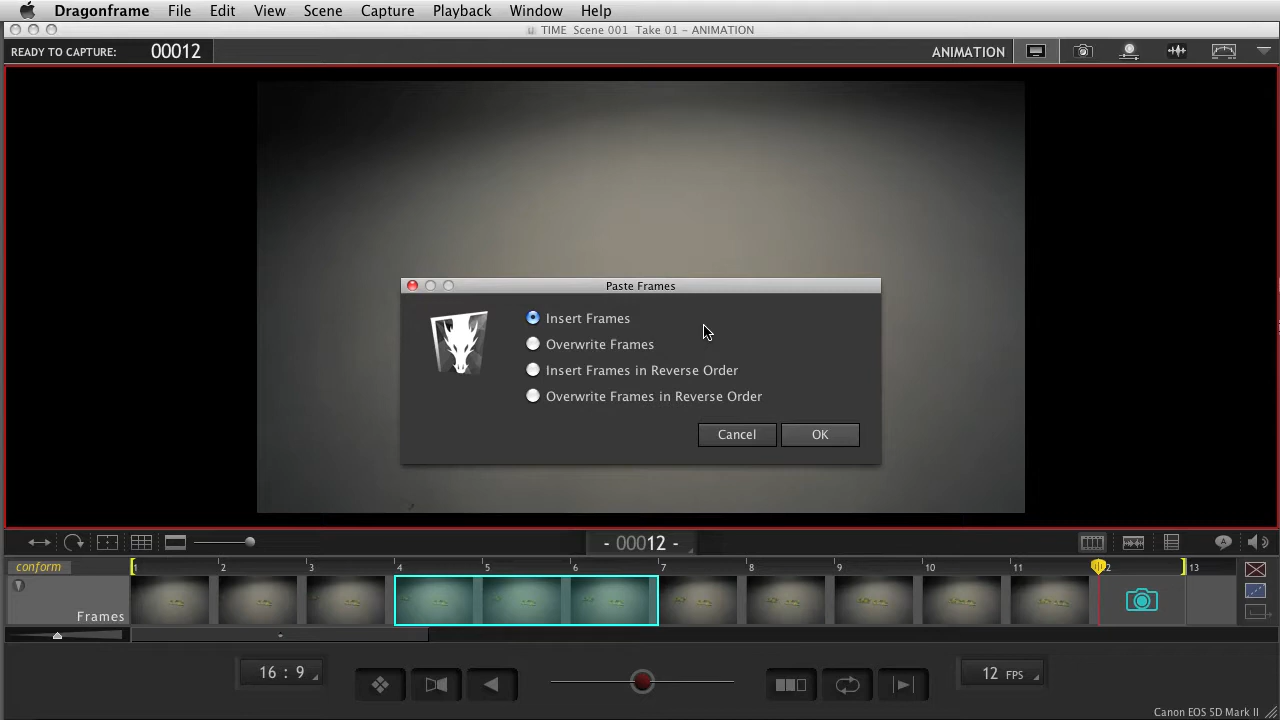 Dragonframe File Edit View Scene Capture Playback Window Help
TIME Scene 001 Take 01 – ANIMATION
READY TO CAPTURE: 00012 ANIMATION
Paste Frames
Insert Frames
Overwrite Frames
Insert Frames in Reverse Order
Overwrite Frames in Reverse Order
Cancel OK
- 00012 -
conform 1 2 3 4 5 6 7 8 9 10 11 2 13
Frames
16 : 9 12 FPS
Canon EOS 5D Mark II